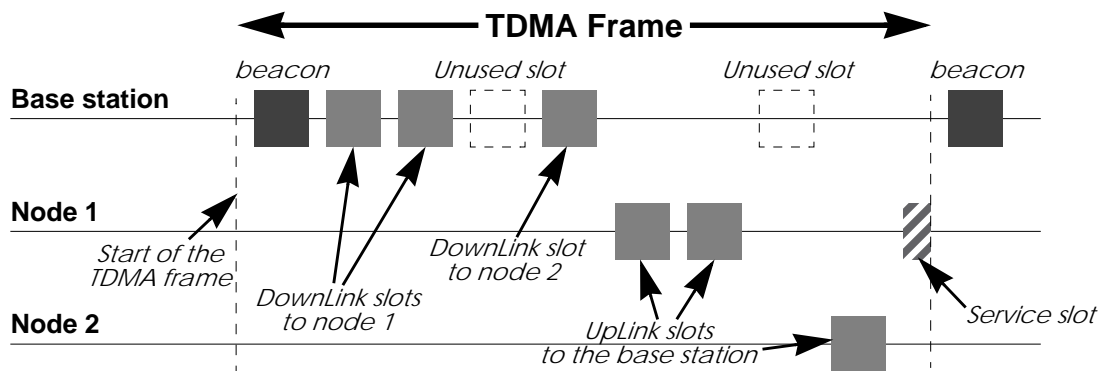 TDMA Frame
beacon
Unused slot
Unused slot
beacon
Base station
Node 1
Start of the
TDMA frame
DownLink slots
to node 1
DownLink slot
to node 2
UpLink slots
to the base station
Service slot
Node 2